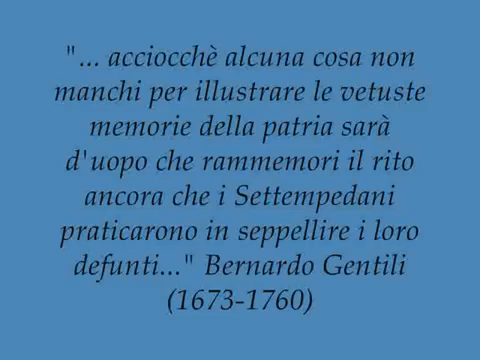 "... acciocchè alcuna cosa non
manchi per illustrare le vetuste
memorie della patria sarà
d'uopo che rammemori il rito
ancora che i Settempedani
praticarono in seppellire i loro
defunti..." Bernardo Gentili
(1673-1760)